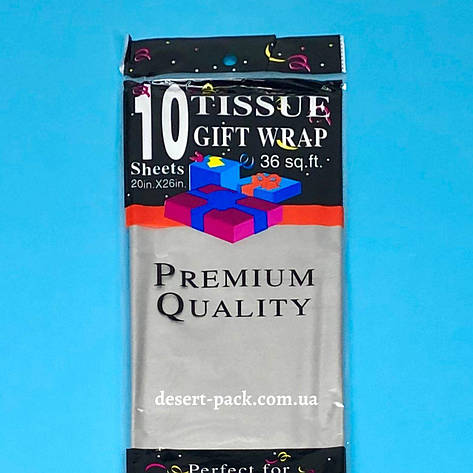 10 TISSUE
GIFT WRAP
Sheets 36 sq.ft.
20in.X26in.
PREMIUM
QUALITY
desert-pack.com.ua
Perfect for